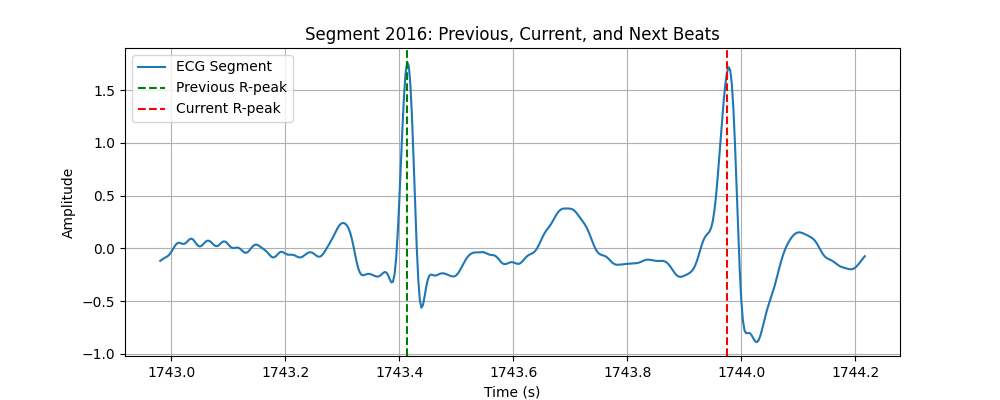 Segment 2016: Previous, Current, and Next Beats
ECG Segment
Previous R-peak
Current R-peak
Amplitude
1.5
1.0
0.5
0.0
−0.5
−1.0
1743.0 1743.2 1743.4 1743.6 1743.8 1744.0 1744.2
Time (s)